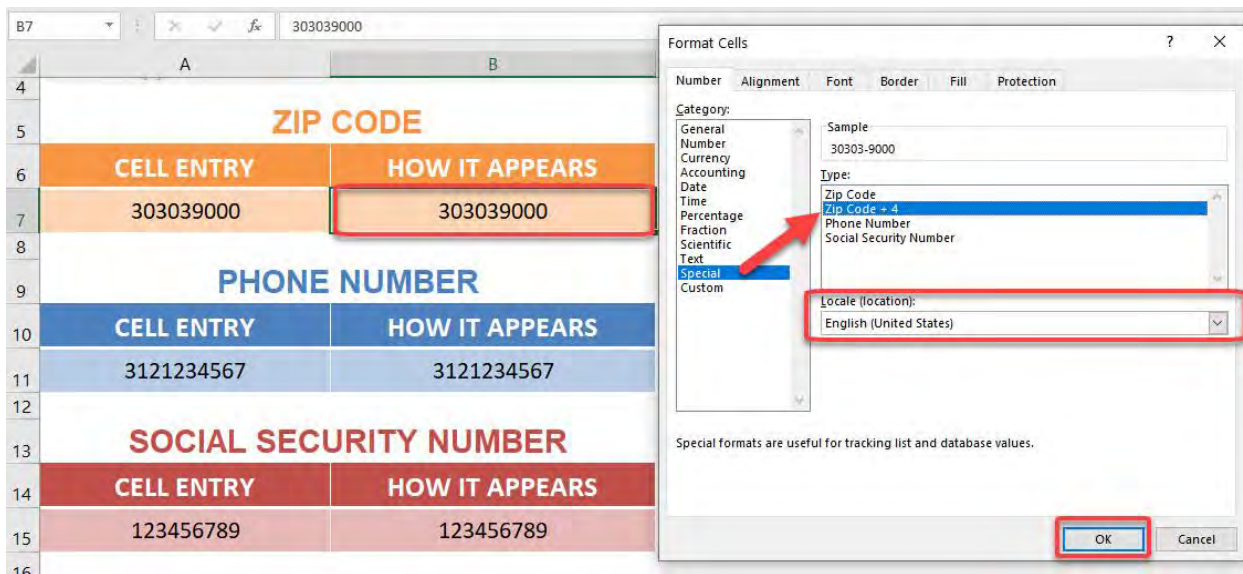 B7 fx 303039000
A B
4
5 ZIP CODE
6 CELL ENTRY HOW IT APPEARS
7 303039000 303039000
8
9 PHONE NUMBER
10 CELL ENTRY HOW IT APPEARS
11 3121234567 3121234567
12
13 SOCIAL SECURITY NUMBER
14 CELL ENTRY HOW IT APPEARS
15 123456789 123456789
16
Format Cells ? X
Number Alignment Font Border Fill Protection
Category:
General
Number
Currency
Accounting
Date
Time
Percentage
Fraction
Scientific
Text
Special
Custom
Sample
30303-9000
Type:
Zip Code
Zip Code + 4
Phone Number
Social Security Number
Locale (location):
English (United States)
Special formats are useful for tracking list and database values.
OK Cancel